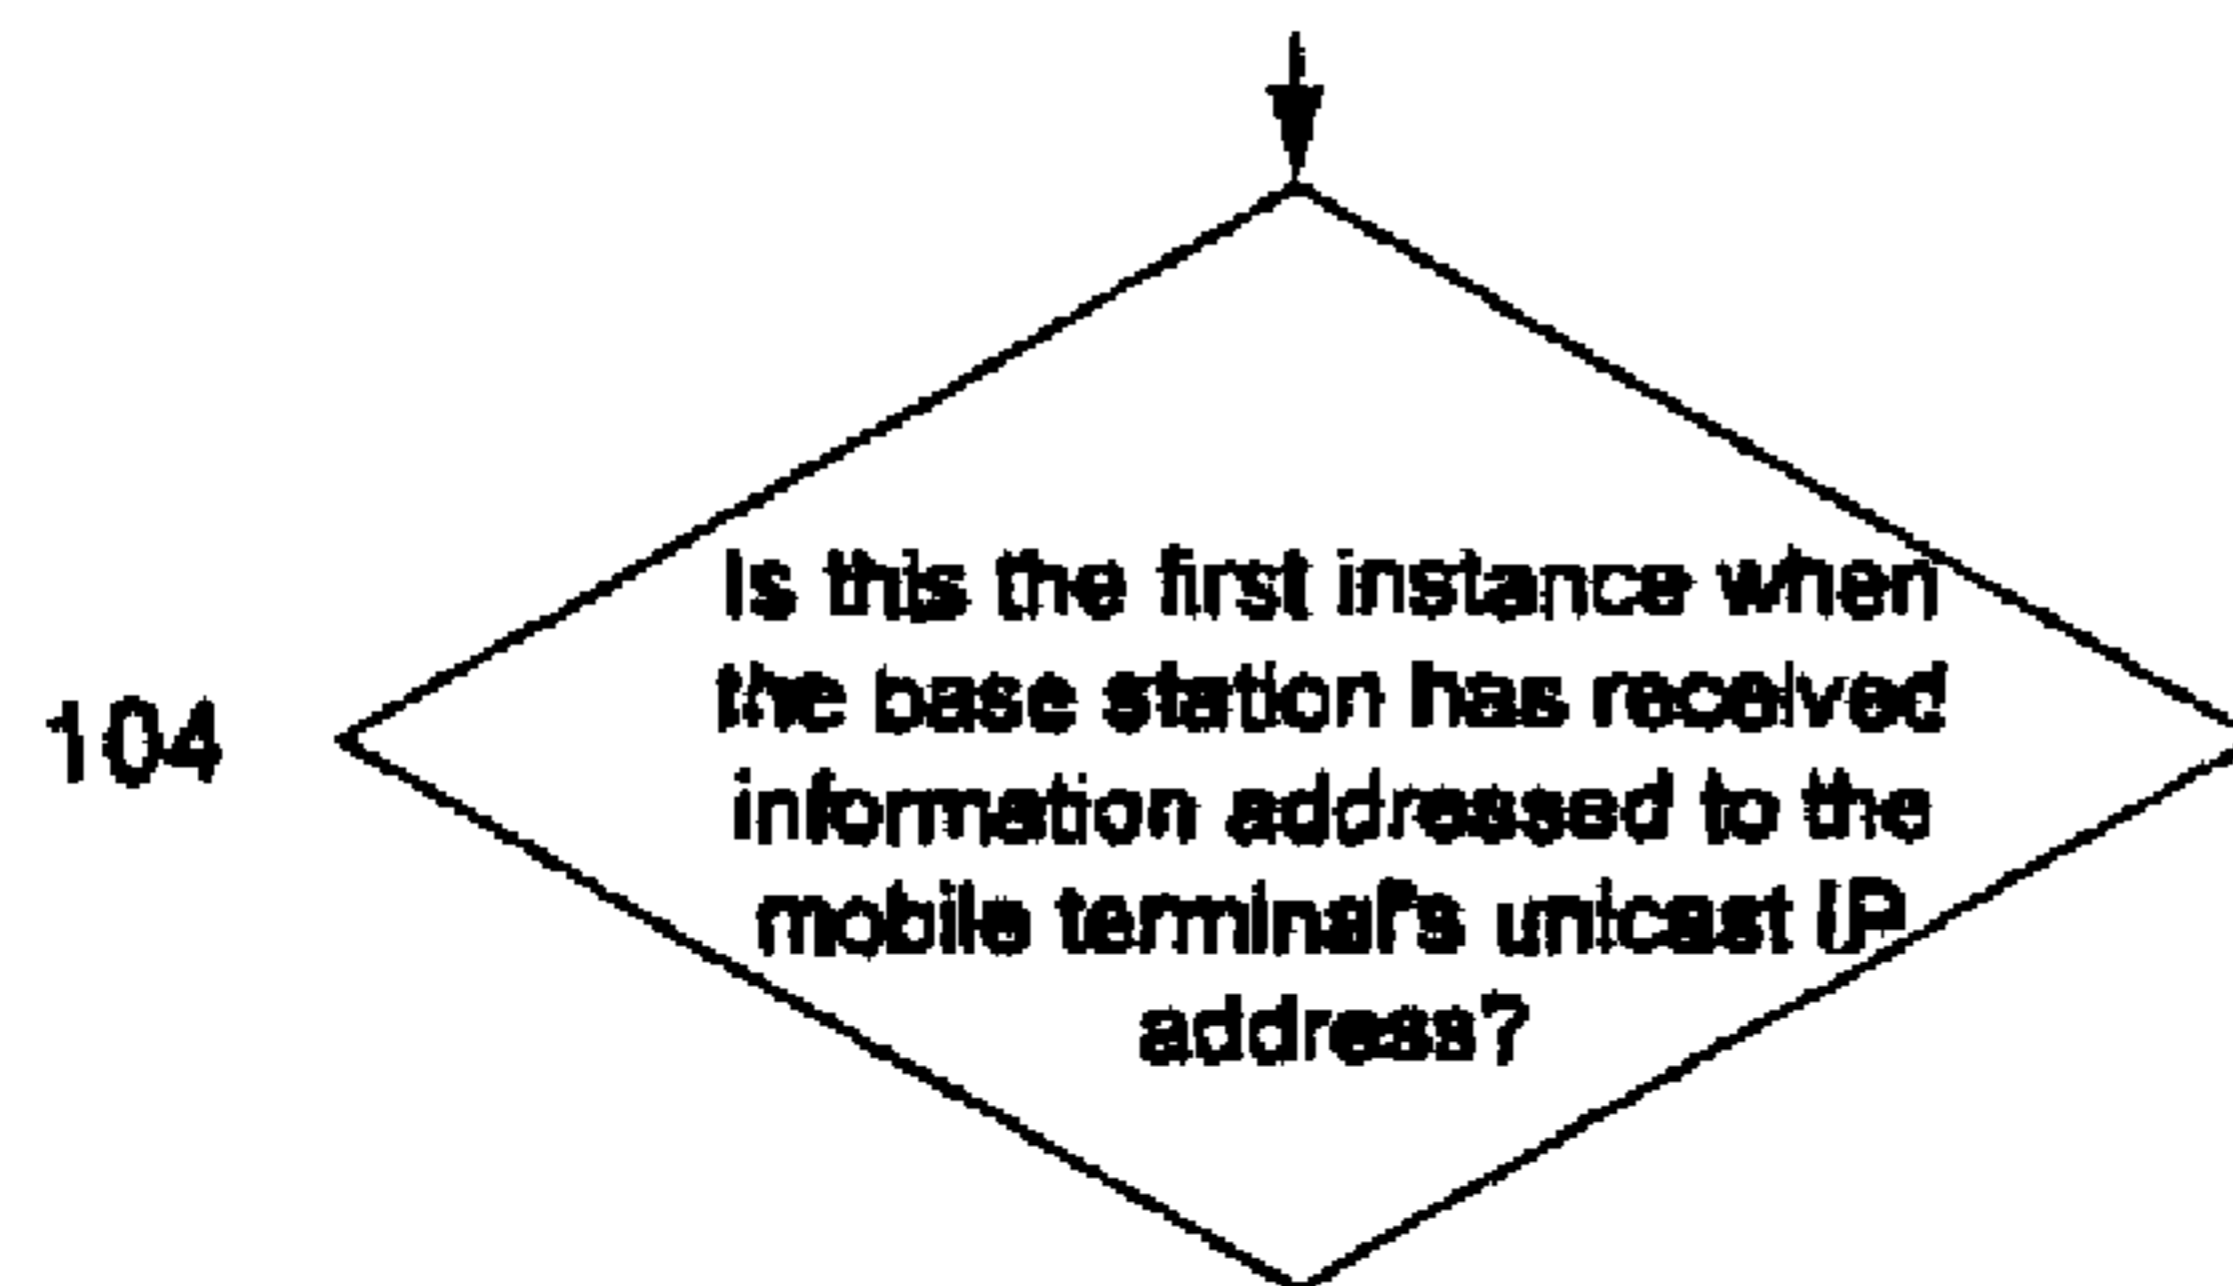 Is this the first instance when
the base station has received
104
information addressed to the
mobile terminal's unicast IP
address?